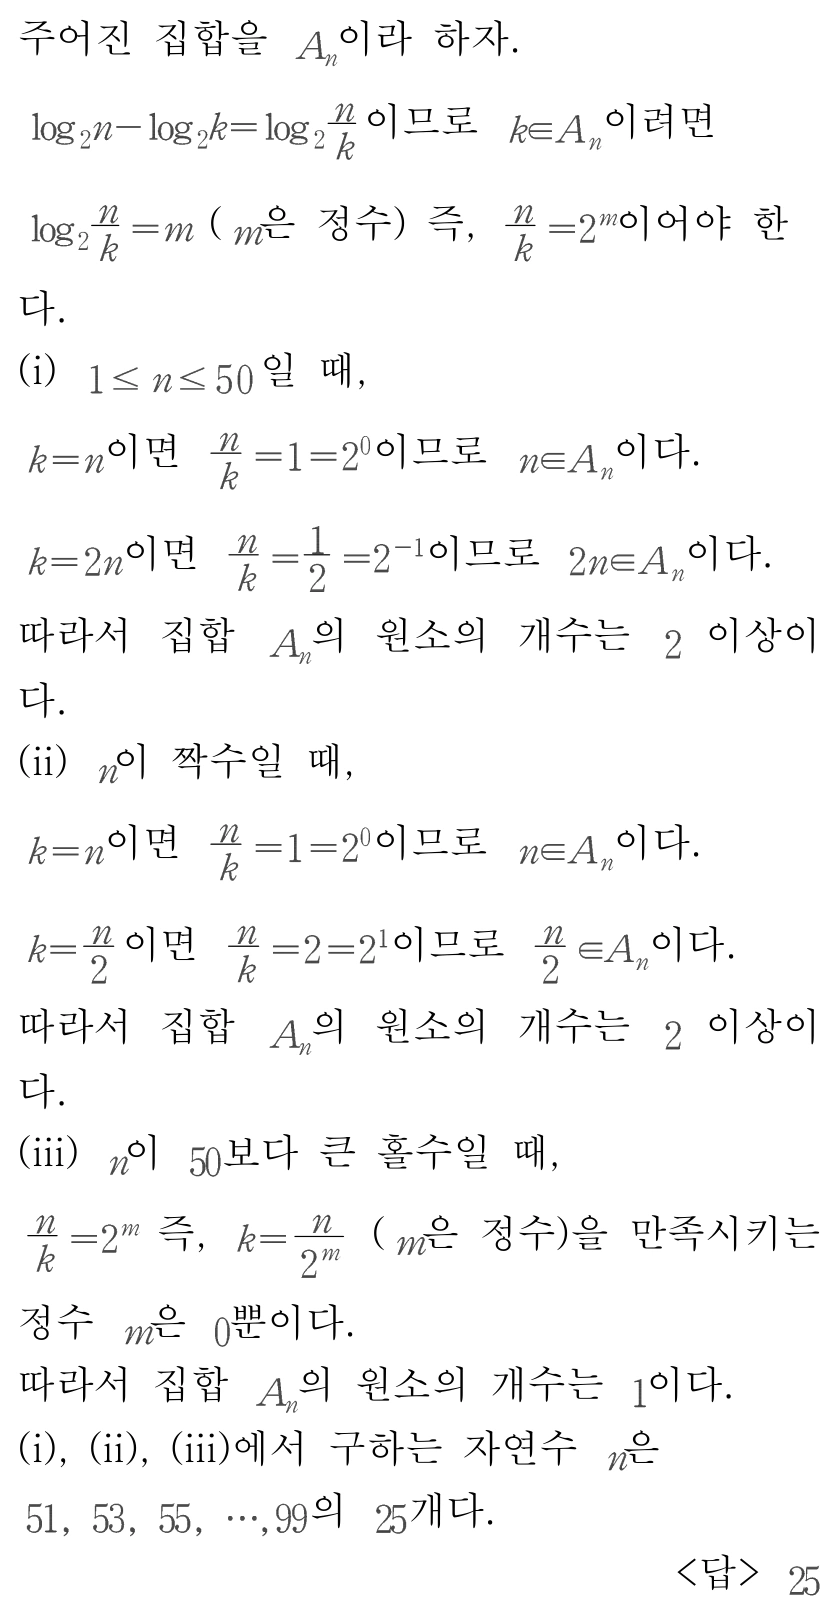 주어진 집합을 Aₙ이라 하자.
log₂n−log₂k=log₂(n/k)이므로 k∈Aₙ이려면
log₂(n/k)=m (m은 정수) 즉, n/k=2ᵐ이어야 한
다.
(i) 1≤n≤50일 때,
k=n이면 n/k=1=2⁰이므로 n∈Aₙ이다.
k=2n이면 n/k=1/2=2⁻¹이므로 2n∈Aₙ이다.
따라서 집합 Aₙ의 원소의 개수는 2 이상이
다.
(ii) n이 짝수일 때,
k=n이면 n/k=1=2⁰이므로 n∈Aₙ이다.
k=n/2이면 n/k=2=2¹이므로 n/2∈Aₙ이다.
따라서 집합 Aₙ의 원소의 개수는 2 이상이
다.
(iii) n이 50보다 큰 홀수일 때,
n/k=2ᵐ 즉, k=n/2ᵐ (m은 정수)을 만족시키는
정수 m은 0뿐이다.
따라서 집합 Aₙ의 원소의 개수는 1이다.
(i), (ii), (iii)에서 구하는 자연수 n은
51, 53, 55, ⋯, 99의 25개다.
<답> 25